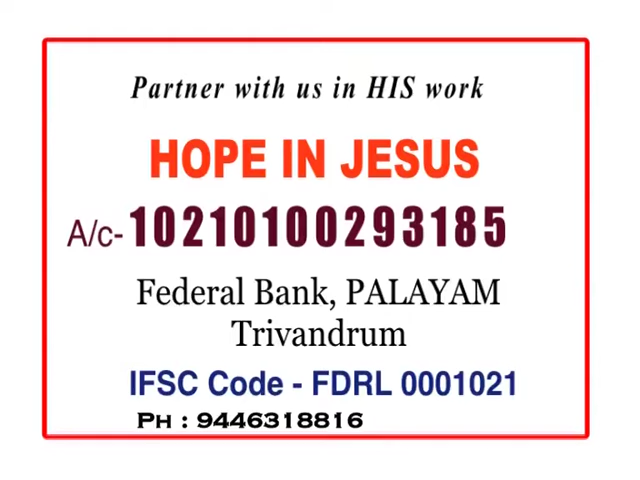 Partner with us in HIS work
HOPE IN JESUS
A/c- 10210100293185
Federal Bank, PALAYAM
Trivandrum
IFSC Code - FDRL 0001021
PH : 9446318816